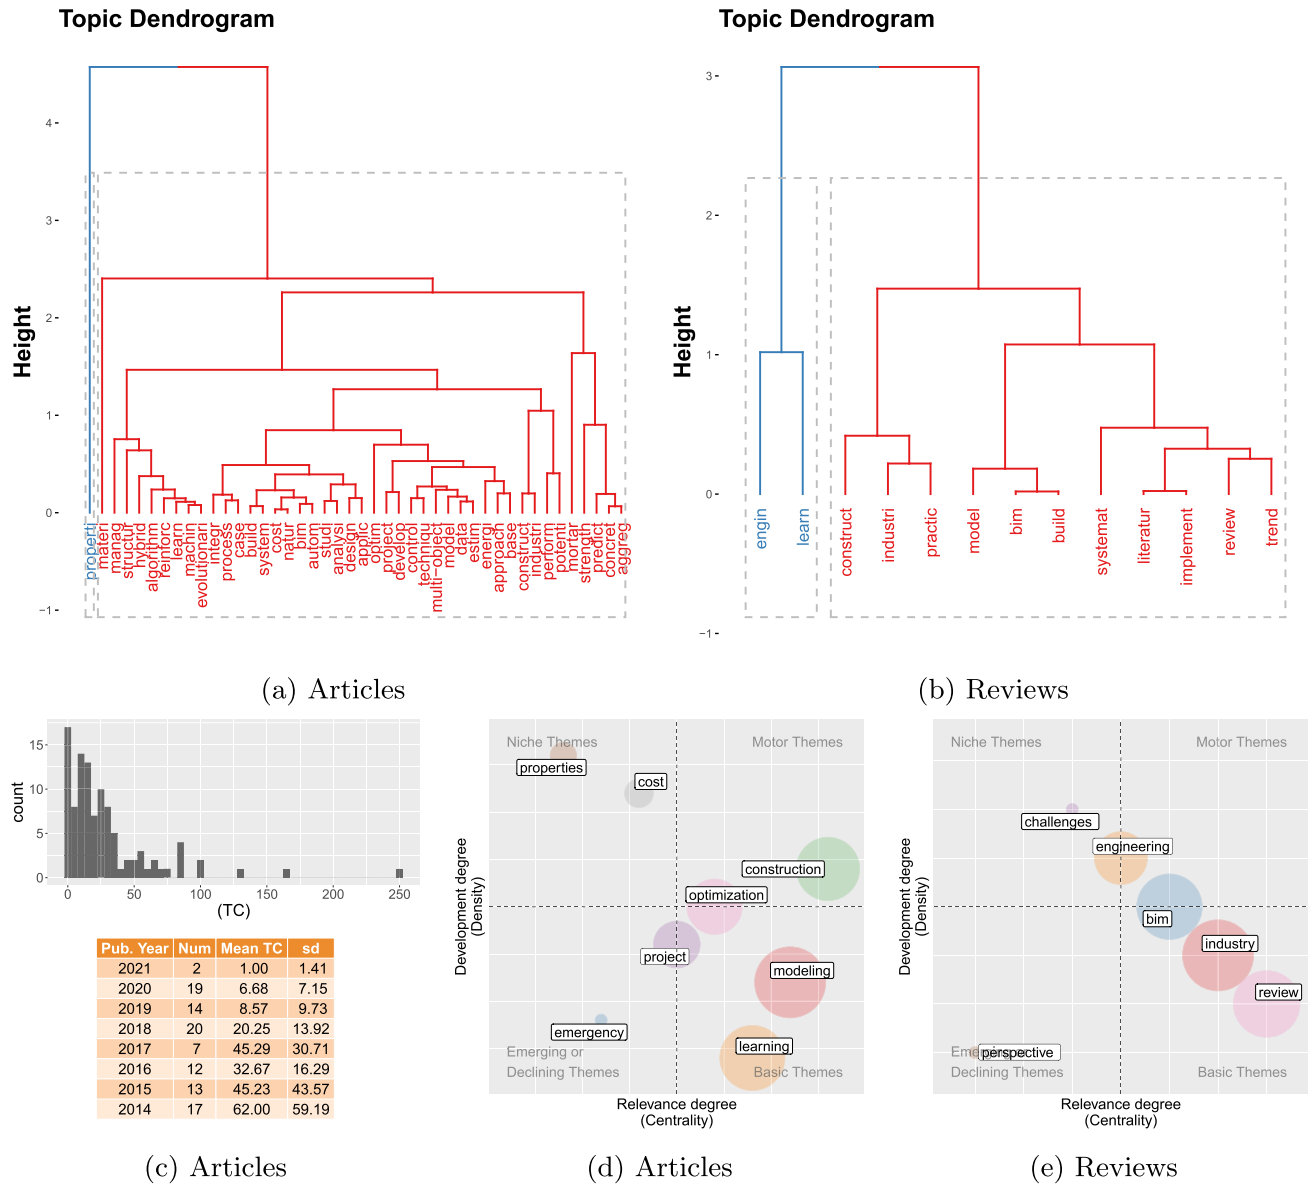 Topic Dendrogram
Height
4
3
2
1
0
−1
properti
materi
manag
structur
hybrid
algorithm
reinforc
learn
machin
evolutionari
integr
process
case
build
system
cost
natur
bim
autom
studi
analysi
design
applic
optim
project
develop
control
techniqu
multi-object
model
data
estim
energi
approach
base
construct
industri
perform
potenti
mortar
strength
predict
concret
aggreg
(a) Articles
Topic Dendrogram
Height
3
2
1
0
−1
engin
learn
construct
industri
practic
model
bim
build
systemat
literatur
implement
review
trend
(b) Reviews
count
15
10
5
0
0 50 100 150 200 250
(TC)
Pub. Year Num Mean TC sd
2021 2 1.00 1.41
2020 19 6.68 7.15
2019 14 8.57 9.73
2018 20 20.25 13.92
2017 7 45.29 30.71
2016 12 32.67 16.29
2015 13 45.23 43.57
2014 17 62.00 59.19
(c) Articles
Development degree
(Density)
Niche Themes
Motor Themes
properties
cost
construction
optimization
project
modeling
emergency
learning
Emerging or
Declining Themes
Basic Themes
Relevance degree
(Centrality)
(d) Articles
Development degree
(Density)
Niche Themes
Motor Themes
challenges
engineering
bim
industry
review
perspective
Emerging or
Declining Themes
Basic Themes
Relevance degree
(Centrality)
(e) Reviews